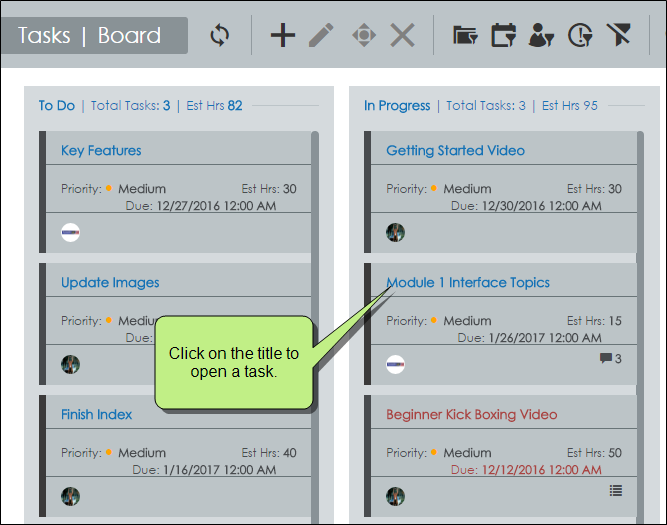 Tasks | Board
To Do | Total Tasks: 3 | Est Hrs 82
Key Features
Priority: Medium Est Hrs: 30
Due: 12/27/2016 12:00 AM
Update Images
Priority: Mediu
Du
Finish Index
Priority: Medium Est Hrs: 40
Due: 1/16/2017 12:00 AM
In Progress | Total Tasks: 3 | Est Hrs 95
Getting Started Video
Priority: Medium Est Hrs: 30
Due: 12/30/2016 12:00 AM
Module 1 Interface Topics
Priority: Medium Est Hrs: 15
Due: 1/26/2017 12:00 AM
3
Beginner Kick Boxing Video
Priority: Medium Est Hrs: 50
Due: 12/12/2016 12:00 AM
Click on the title to
open a task.